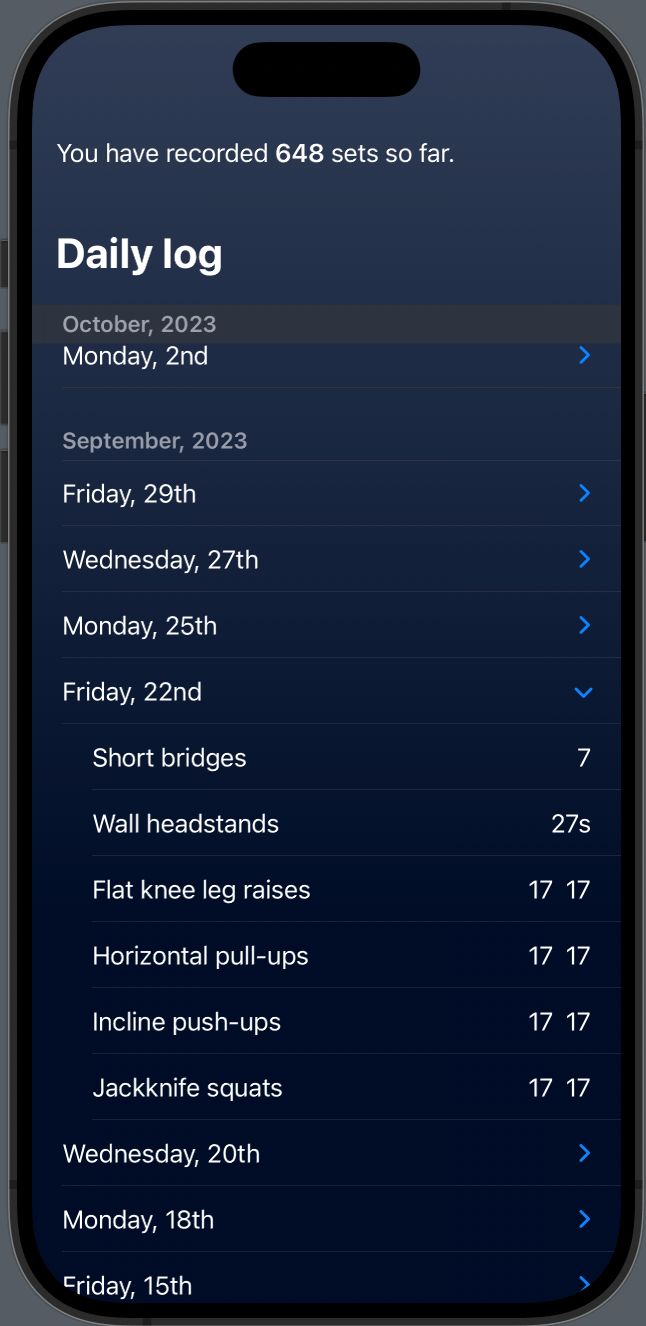 You have recorded 648 sets so far.
Daily log
October, 2023
Monday, 2nd
September, 2023
Friday, 29th
Wednesday, 27th
Monday, 25th
Friday, 22nd
Short bridges 7
Wall headstands 27s
Flat knee leg raises 17 17
Horizontal pull-ups 17 17
Incline push-ups 17 17
Jackknife squats 17 17
Wednesday, 20th
Monday, 18th
Friday, 15th